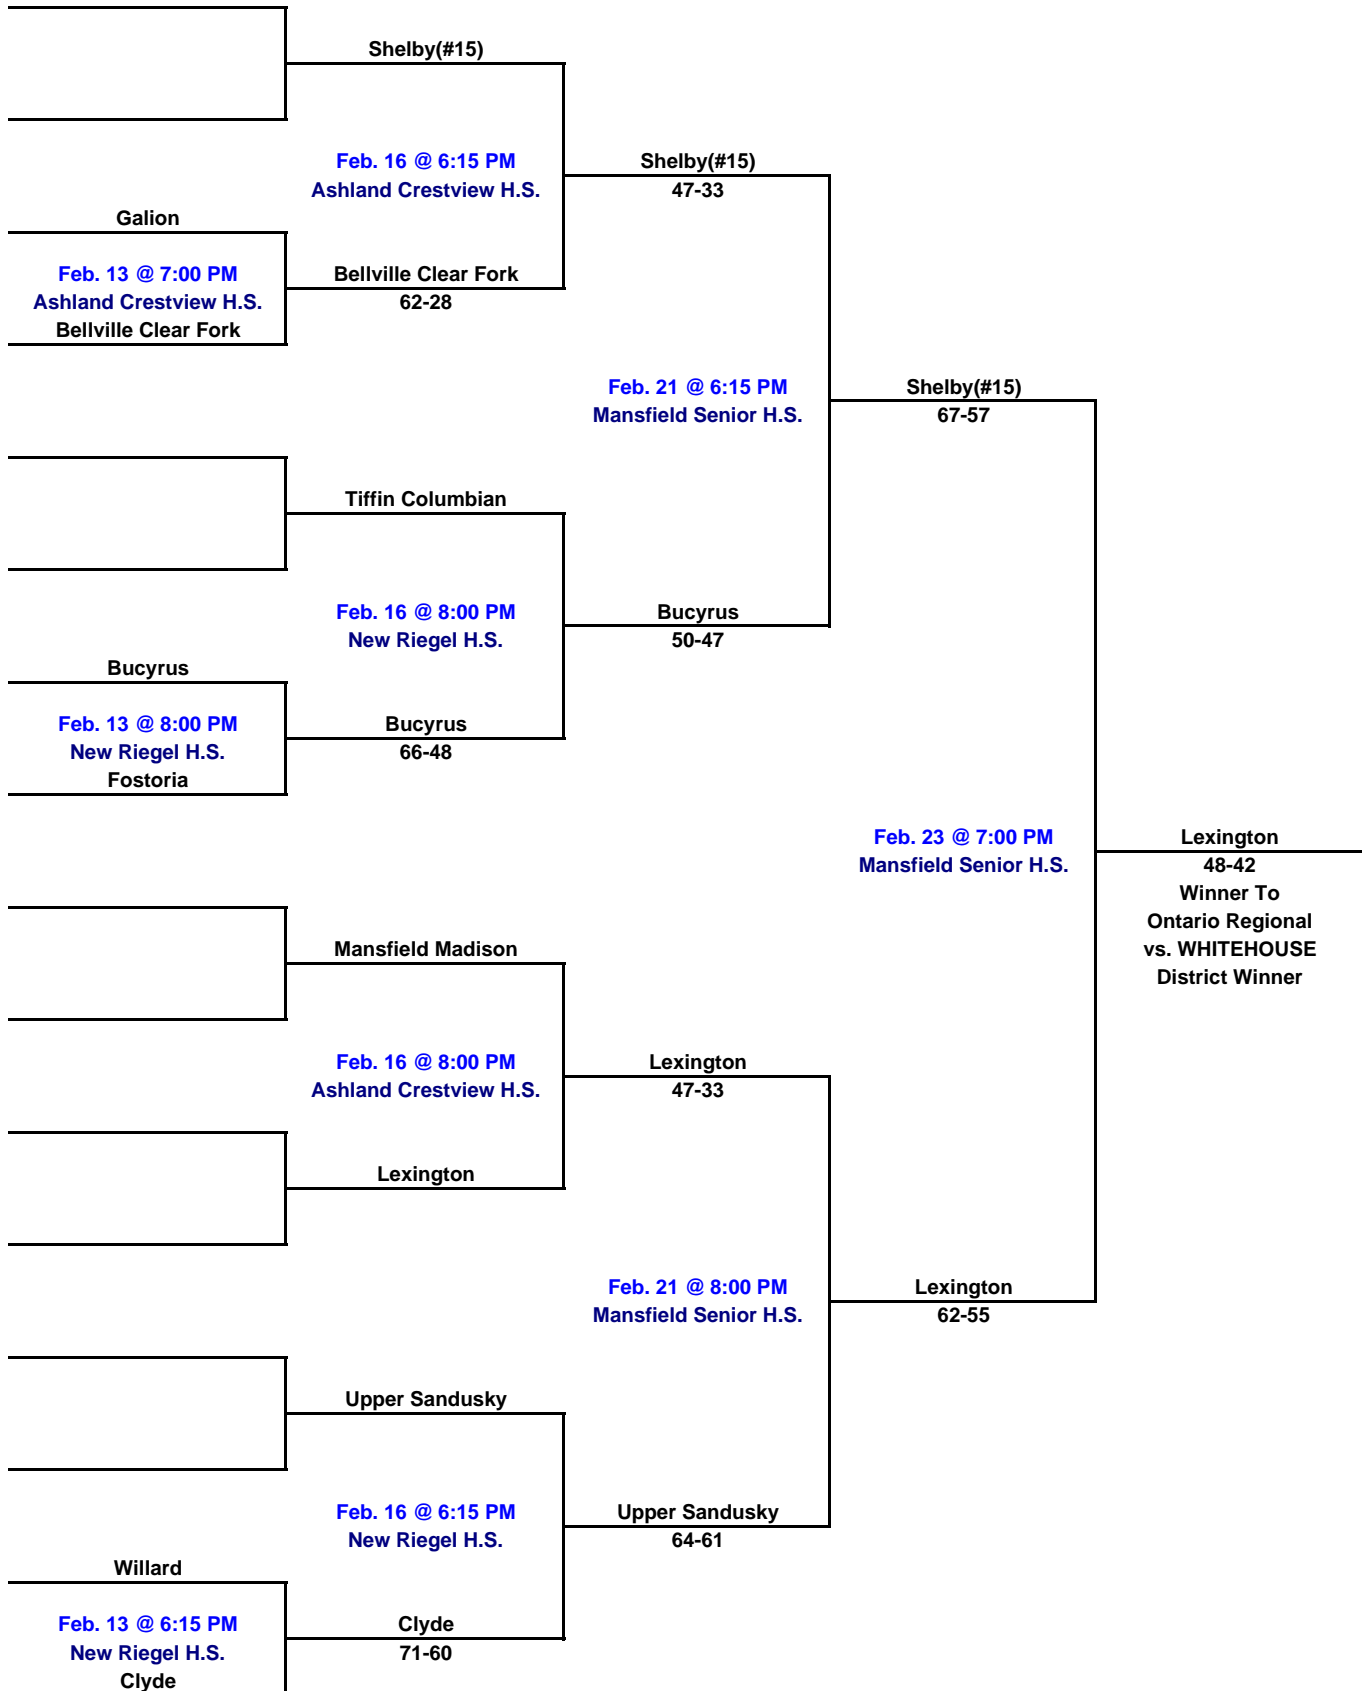 Shelby(#15)
Feb. 16 @ 6:15 PM
Ashland Crestview H.S.
Shelby(#15)
47-33
Galion
Feb. 13 @ 7:00 PM
Ashland Crestview H.S.
Bellville Clear Fork
Bellville Clear Fork
62-28
Feb. 21 @ 6:15 PM
Mansfield Senior H.S.
Shelby(#15)
67-57
Tiffin Columbian
Feb. 16 @ 8:00 PM
New Riegel H.S.
Bucyrus
50-47
Bucyrus
Feb. 13 @ 8:00 PM
New Riegel H.S.
Fostoria
Bucyrus
66-48
Feb. 23 @ 7:00 PM
Mansfield Senior H.S.
Lexington
48-42
Winner To
Ontario Regional
vs. WHITEHOUSE
District Winner
Mansfield Madison
Feb. 16 @ 8:00 PM
Ashland Crestview H.S.
Lexington
47-33
Lexington
Feb. 21 @ 8:00 PM
Mansfield Senior H.S.
Lexington
62-55
Upper Sandusky
Feb. 16 @ 6:15 PM
New Riegel H.S.
Upper Sandusky
64-61
Willard
Feb. 13 @ 6:15 PM
New Riegel H.S.
Clyde
Clyde
71-60